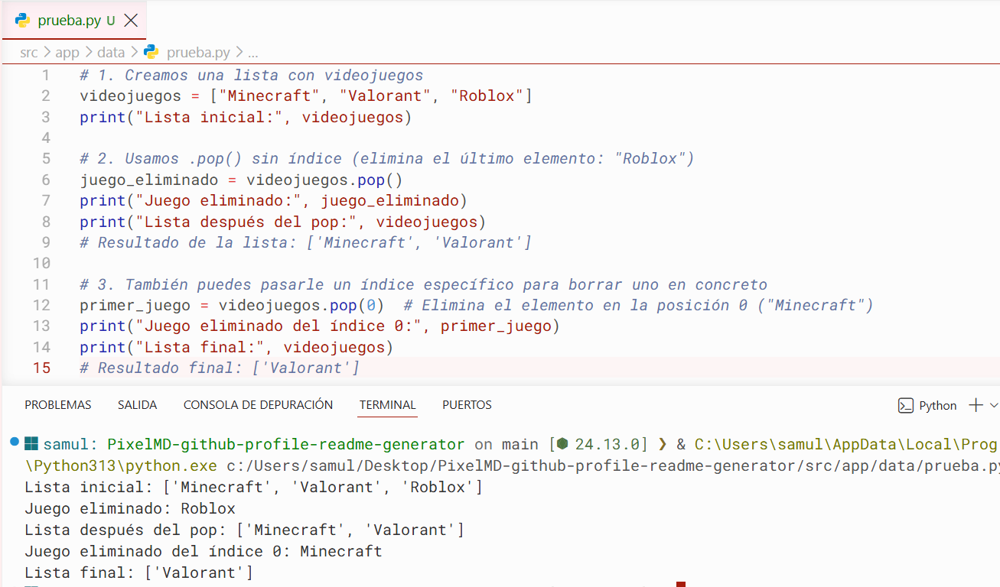 prueba.py U
src > app > data > prueba.py > ...
1 # 1. Creamos una lista con videojuegos
2 videojuegos = ["Minecraft", "Valorant", "Roblox"]
3 print("Lista inicial:", videojuegos)
4
5 # 2. Usamos .pop() sin índice (elimina el último elemento: "Roblox")
6 juego_eliminado = videojuegos.pop()
7 print("Juego eliminado:", juego_eliminado)
8 print("Lista después del pop:", videojuegos)
9 # Resultado de la lista: ['Minecraft', 'Valorant']
10
11 # 3. También puedes pasarle un índice específico para borrar uno en concreto
12 primer_juego = videojuegos.pop(0)  # Elimina el elemento en la posición 0 ("Minecraft")
13 print("Juego eliminado del índice 0:", primer_juego)
14 print("Lista final:", videojuegos)
15 # Resultado final: ['Valorant']
PROBLEMAS SALIDA CONSOLA DE DEPURACIÓN TERMINAL PUERTOS Python
samul: PixelMD-github-profile-readme-generator on main [⬢ 24.13.0] ❯ & C:\Users\samul\AppData\Local\Prog
\Python313\python.exe c:/Users/samul/Desktop/PixelMD-github-profile-readme-generator/src/app/data/prueba.py
Lista inicial: ['Minecraft', 'Valorant', 'Roblox']
Juego eliminado: Roblox
Lista después del pop: ['Minecraft', 'Valorant']
Juego eliminado del índice 0: Minecraft
Lista final: ['Valorant']